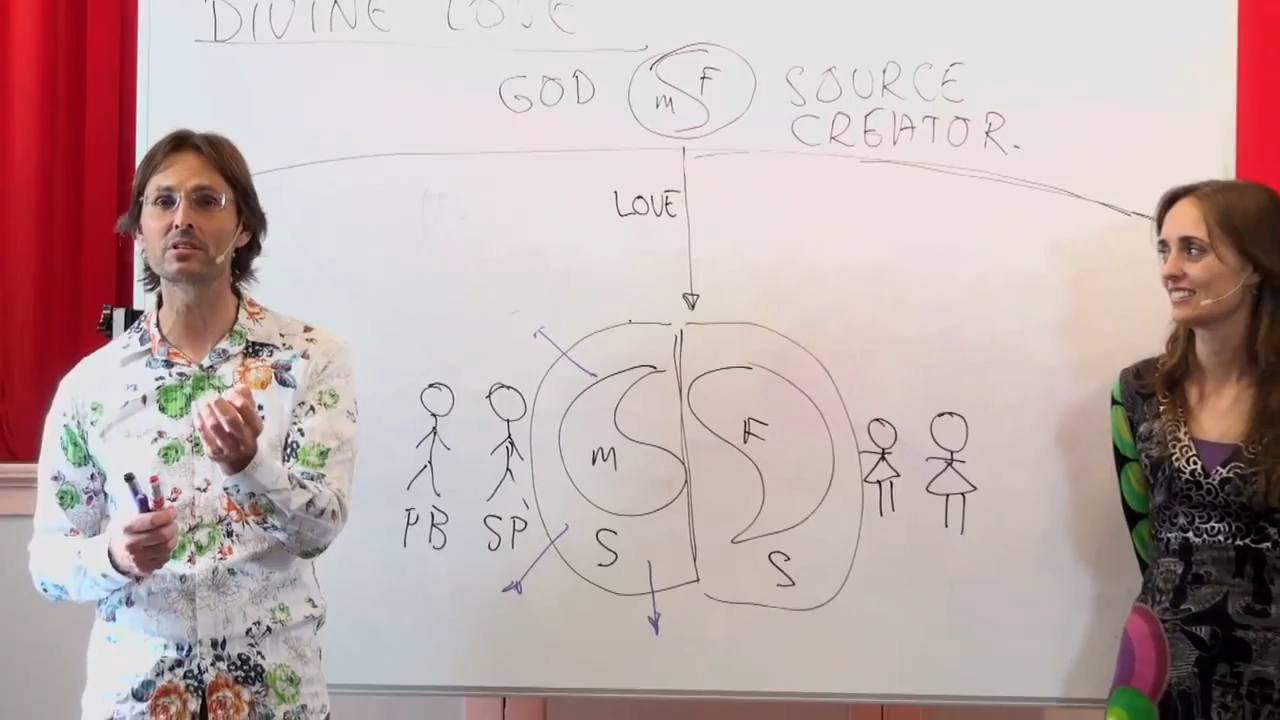 DIVINE LOVE
GOD
M F
SOURCE
CREATOR.
LOVE
M
F
PB
SP
S
S